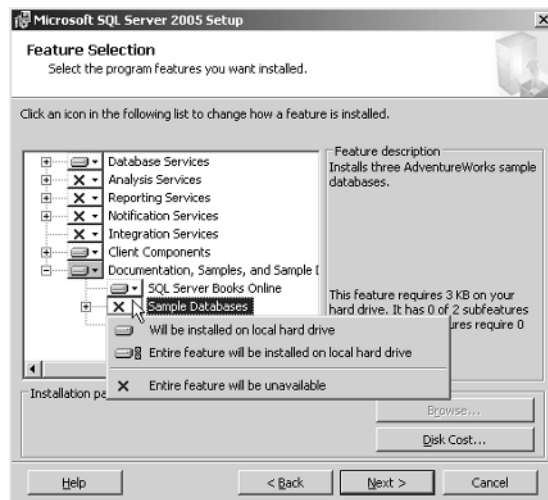 Microsoft SQL Server 2005 Setup
Feature Selection
Select the program features you want installed.
Click an icon in the following list to change how a feature is installed.
Database Services
Analysis Services
Reporting Services
Notification Services
Integration Services
Client Components
Documentation, Samples, and Sample
SQL Server Books Online
Sample Databases
Will be installed on local hard drive
Entire feature will be installed on local hard drive
Entire feature will be unavailable
Feature description
Installs three AdventureWorks sample
databases.
This feature requires 3 KB on your
hard drive. It has 0 of 2 subfeatures
ures require 0
Installation pa
Browse...
Disk Cost...
Help
< Back
Next >
Cancel